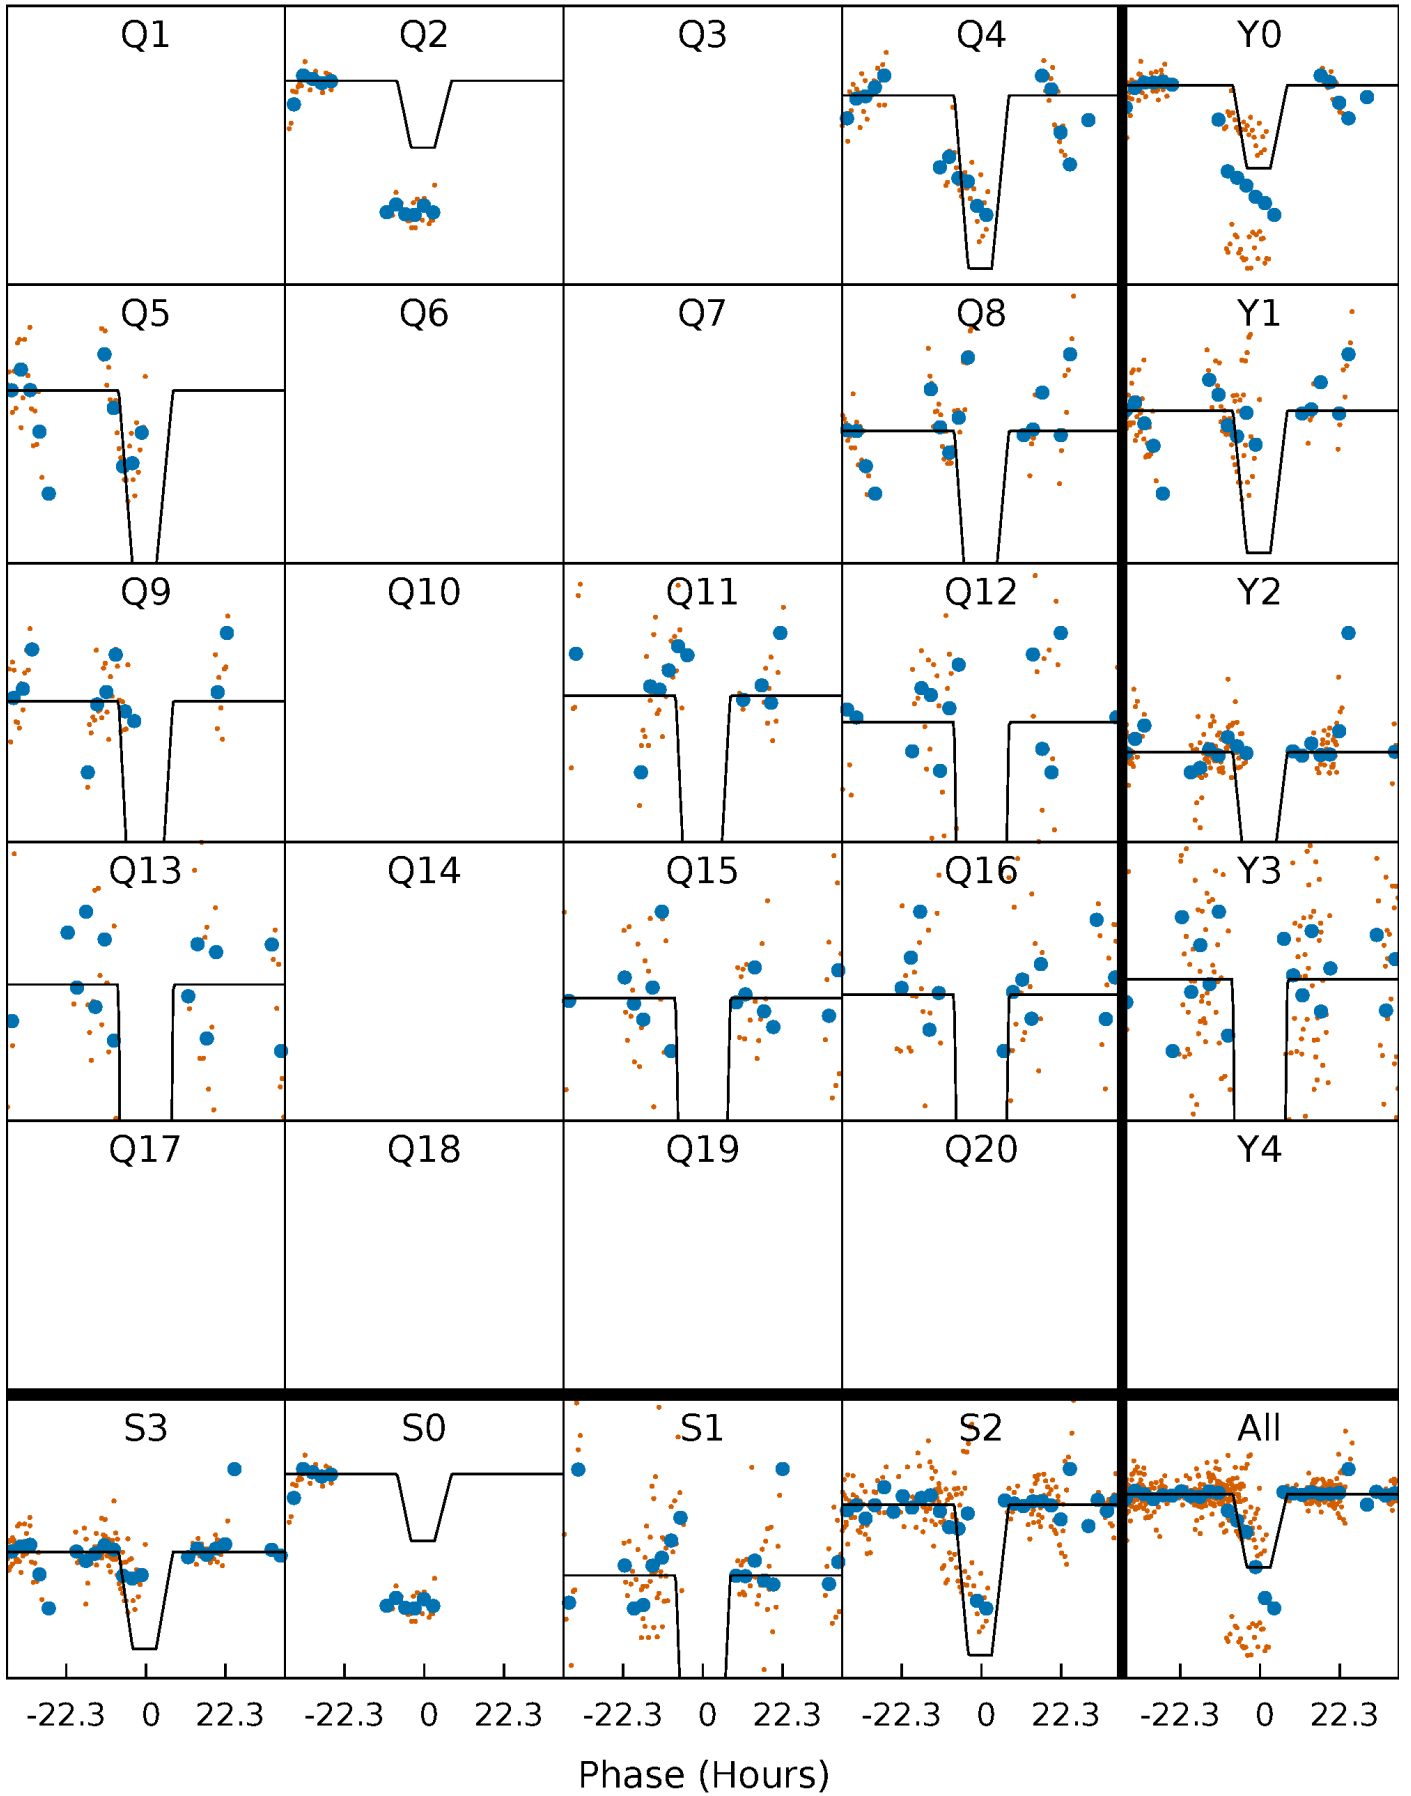 Q1 Q2 Q3 Q4 Y0
Q5 Q6 Q7 Q8 Y1
Q9 Q10 Q11 Q12 Y2
Q13 Q14 Q15 Q16 Y3
Q17 Q18 Q19 Q20 Y4
S3 S0 S1 S2 All
-22.3 0 22.3 -22.3 0 22.3 -22.3 0 22.3 -22.3 0 22.3 -22.3 0 22.3
Phase (Hours)